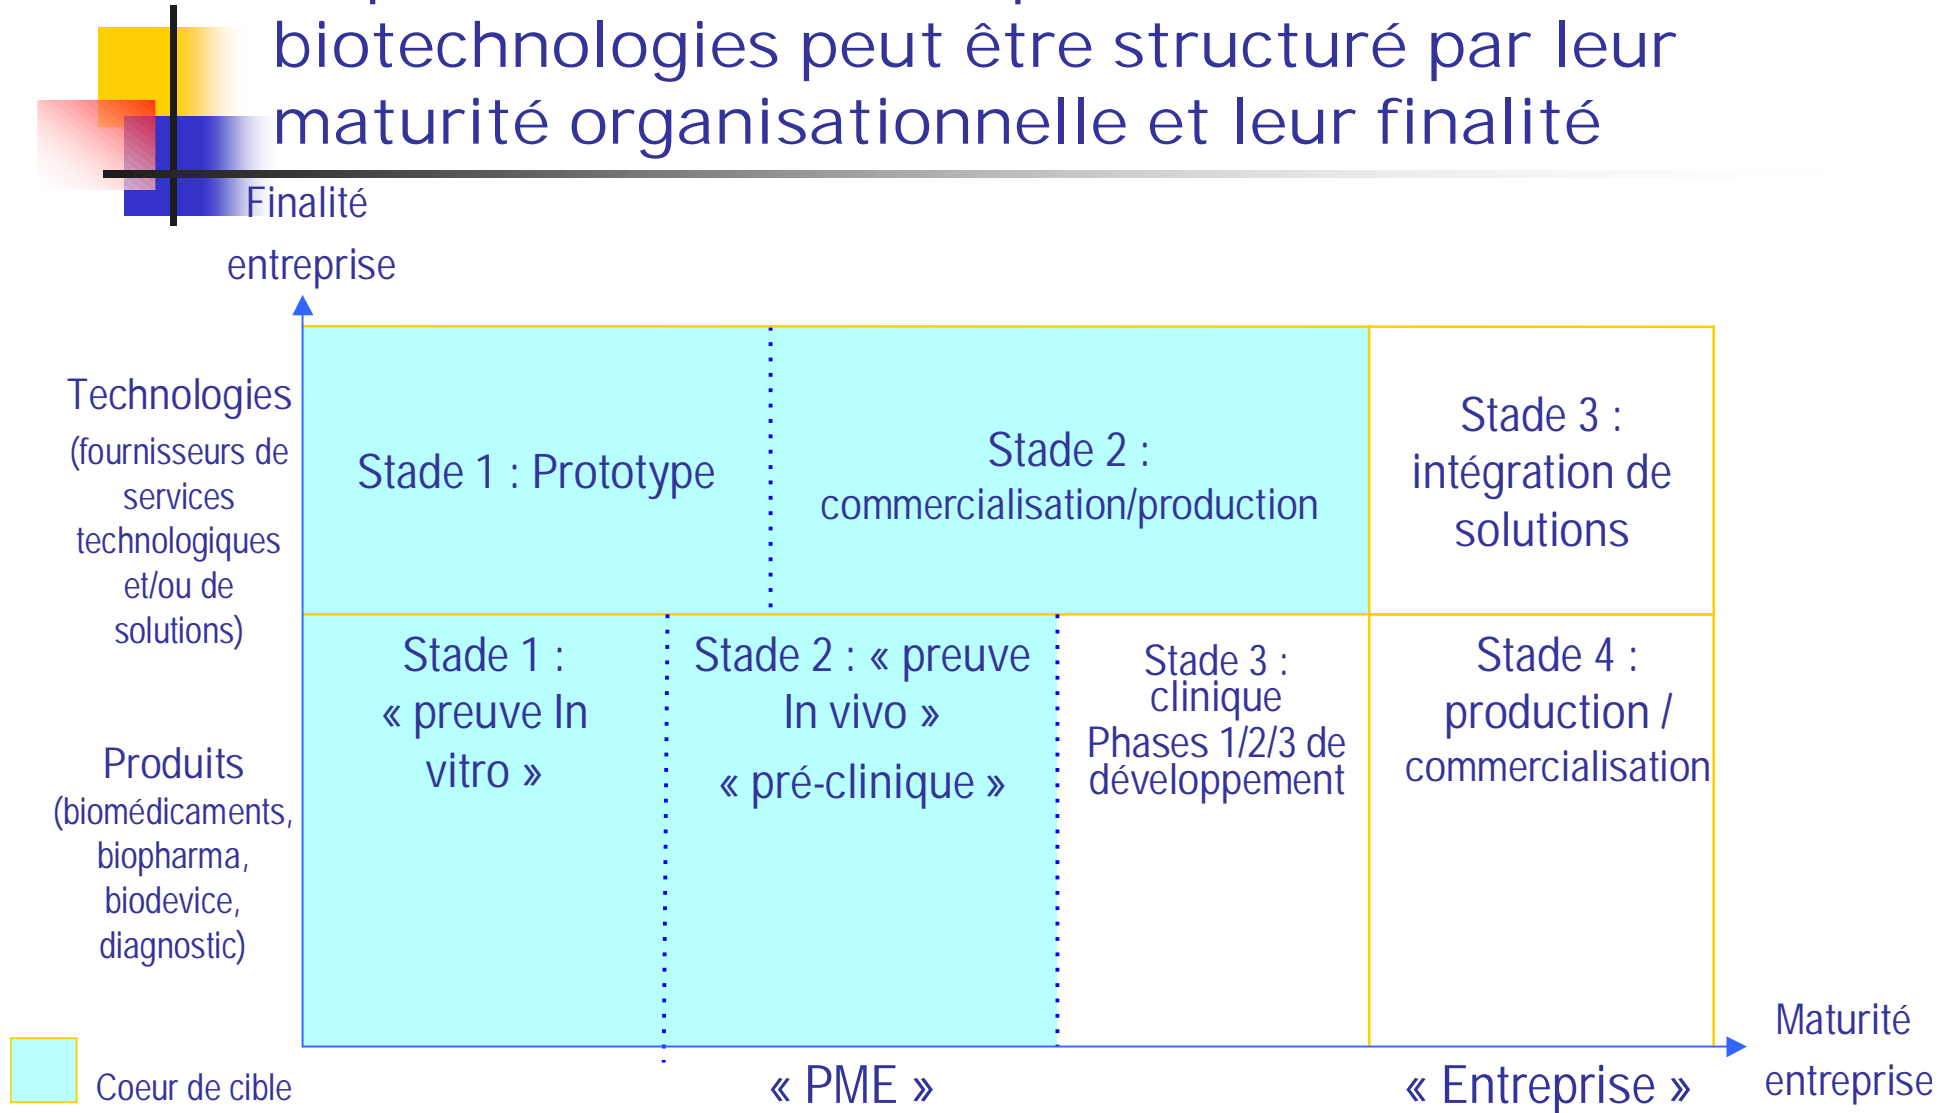 biotechnologies peut être structuré par leur
maturité organisationnelle et leur finalité
Finalité
entreprise
Technologies
(fournisseurs de
services
technologiques
et/ou de
solutions)
Stade 1 : Prototype
Stade 2 :
commercialisation/production
Stade 3 :
intégration de
solutions
Produits
(biomédicaments,
biopharma,
biodevice,
diagnostic)
Stade 1 :
« preuve In
vitro »
Stade 2 : « preuve
In vivo »
« pré-clinique »
Stade 3 :
clinique
Phases 1/2/3 de
développement
Stade 4 :
production /
commercialisation
Maturité
entreprise
Coeur de cible
« PME »
« Entreprise »